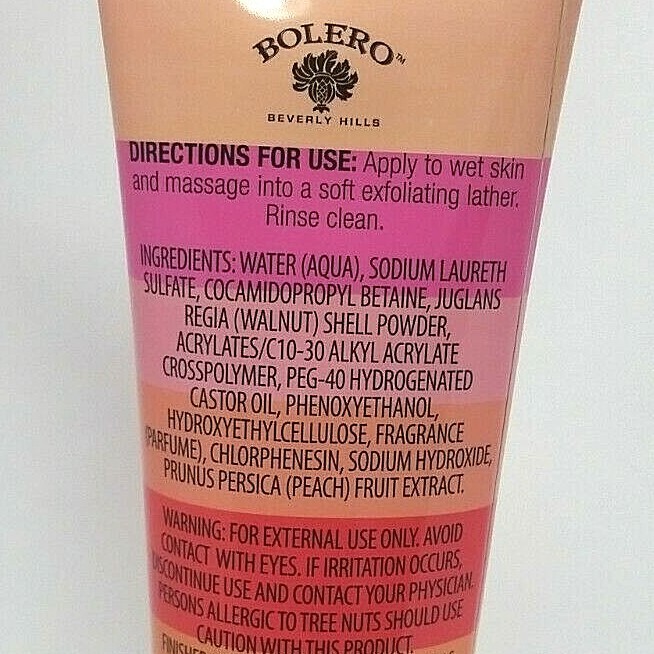 BOLERO™
BEVERLY HILLS
DIRECTIONS FOR USE: Apply to wet skin
and massage into a soft exfoliating lather.
Rinse clean.
INGREDIENTS: WATER (AQUA), SODIUM LAURETH
SULFATE, COCAMIDOPROPYL BETAINE, JUGLANS
REGIA (WALNUT) SHELL POWDER,
ACRYLATES/C10-30 ALKYL ACRYLATE
CROSSPOLYMER, PEG-40 HYDROGENATED
CASTOR OIL, PHENOXYETHANOL,
HYDROXYETHYLCELLULOSE, FRAGRANCE
(PARFUME), CHLORPHENESIN, SODIUM HYDROXIDE,
PRUNUS PERSICA (PEACH) FRUIT EXTRACT.
WARNING: FOR EXTERNAL USE ONLY. AVOID
CONTACT WITH EYES. IF IRRITATION OCCURS,
DISCONTINUE USE AND CONTACT YOUR PHYSICIAN.
PERSONS ALLERGIC TO TREE NUTS SHOULD USE
CAUTION WITH THIS PRODUCT.